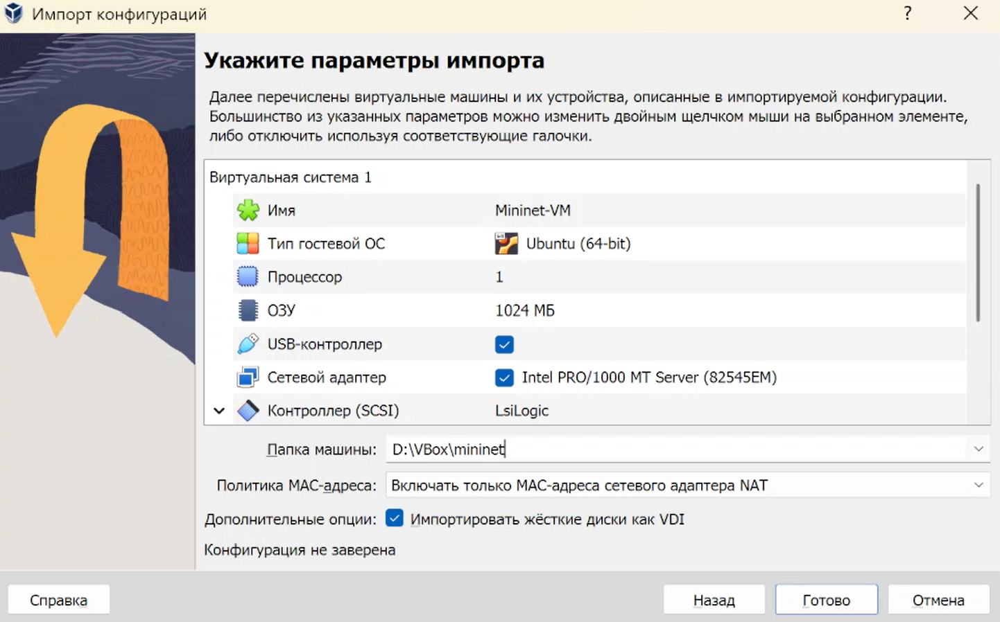 Импорт конфигураций
?
Укажите параметры импорта
Далее перечислены виртуальные машины и их устройства, описанные в импортируемой конфигурации.
Большинство из указанных параметров можно изменить двойным щелчком мыши на выбранном элементе,
либо отключить используя соответствующие галочки.
Виртуальная система 1
Имя Mininet-VM
Тип гостевой ОС Ubuntu (64-bit)
Процессор 1
ОЗУ 1024 МБ
USB-контроллер
Сетевой адаптер Intel PRO/1000 MT Server (82545EM)
Контроллер (SCSI) LsiLogic
Папка машины: D:\VBox\mininet
Политика MAC-адреса: Включать только MAC-адреса сетевого адаптера NAT
Дополнительные опции: Импортировать жёсткие диски как VDI
Конфигурация не заверена
Справка Назад Готово Отмена